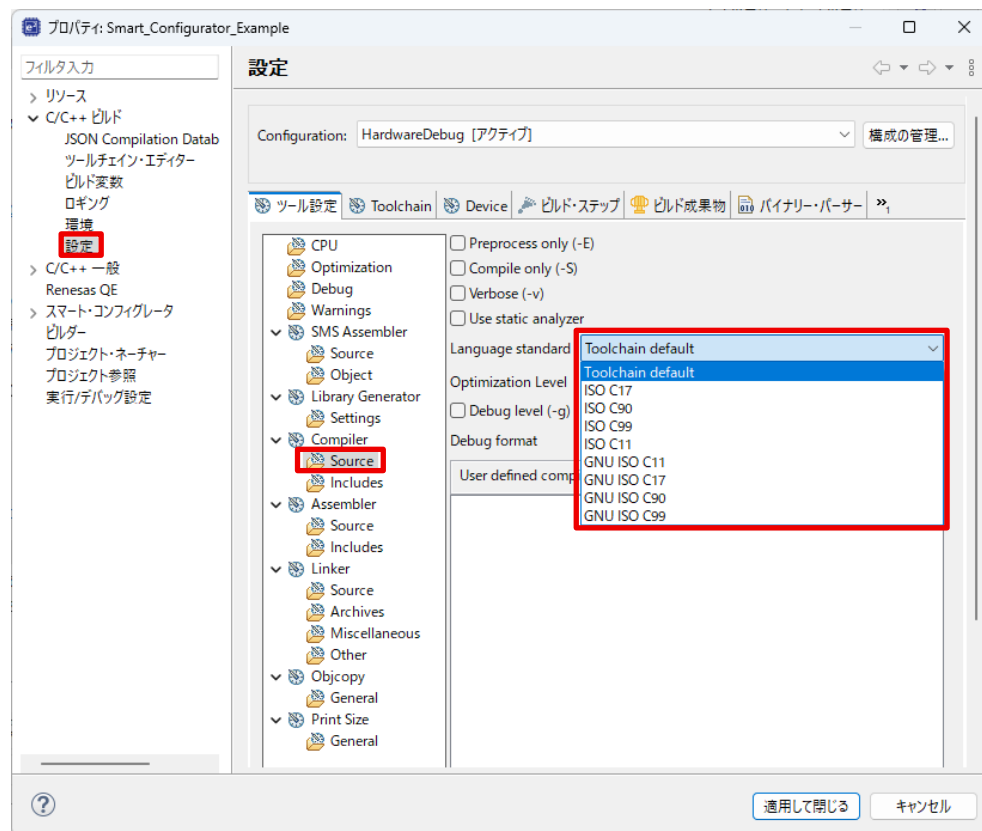 プロパティ: Smart_Configurator_Example
フィルタ入力
設定
リソース
C/C++ ビルド
JSON Compilation Datab
ツールチェイン・エディター
ビルド変数
ロギング
環境
設定
C/C++ 一般
Renesas QE
スマート・コンフィグレータ
ビルダー
プロジェクト・ネーチャー
プロジェクト参照
実行/デバッグ設定
Configuration: HardwareDebug [アクティブ] 構成の管理...
ツール設定 Toolchain Device ビルド・ステップ ビルド成果物 バイナリー・パーサー »1
CPU
Optimization
Debug
Warnings
SMS Assembler
Source
Object
Library Generator
Settings
Compiler
Source
Includes
Assembler
Source
Includes
Linker
Source
Archives
Miscellaneous
Other
Objcopy
General
Print Size
General
Preprocess only (-E)
Compile only (-S)
Verbose (-v)
Use static analyzer
Language standard Toolchain default
Toolchain default
ISO C17
ISO C90
ISO C99
ISO C11
GNU ISO C11
GNU ISO C17
GNU ISO C90
GNU ISO C99
Optimization Level
Debug level (-g)
Debug format
User defined comp
適用して閉じる キャンセル